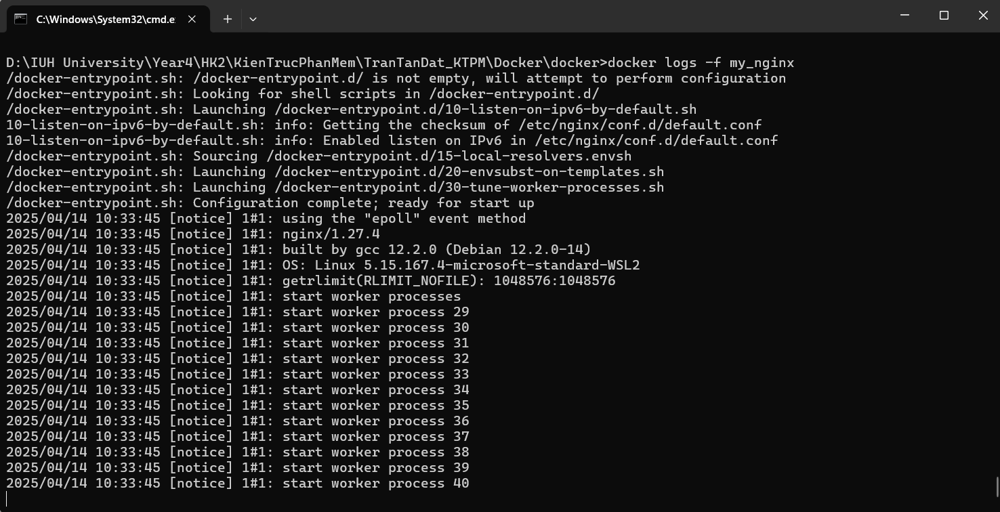 C:\Windows\System32\cmd.e
D:\IUH University\Year4\HK2\KienTrucPhanMem\TranTanDat_KTPM\Docker\docker>docker logs -f my_nginx
/docker-entrypoint.sh: /docker-entrypoint.d/ is not empty, will attempt to perform configuration
/docker-entrypoint.sh: Looking for shell scripts in /docker-entrypoint.d/
/docker-entrypoint.sh: Launching /docker-entrypoint.d/10-listen-on-ipv6-by-default.sh
10-listen-on-ipv6-by-default.sh: info: Getting the checksum of /etc/nginx/conf.d/default.conf
10-listen-on-ipv6-by-default.sh: info: Enabled listen on IPv6 in /etc/nginx/conf.d/default.conf
/docker-entrypoint.sh: Sourcing /docker-entrypoint.d/15-local-resolvers.envsh
/docker-entrypoint.sh: Launching /docker-entrypoint.d/20-envsubst-on-templates.sh
/docker-entrypoint.sh: Launching /docker-entrypoint.d/30-tune-worker-processes.sh
/docker-entrypoint.sh: Configuration complete; ready for start up
2025/04/14 10:33:45 [notice] 1#1: using the "epoll" event method
2025/04/14 10:33:45 [notice] 1#1: nginx/1.27.4
2025/04/14 10:33:45 [notice] 1#1: built by gcc 12.2.0 (Debian 12.2.0-14)
2025/04/14 10:33:45 [notice] 1#1: OS: Linux 5.15.167.4-microsoft-standard-WSL2
2025/04/14 10:33:45 [notice] 1#1: getrlimit(RLIMIT_NOFILE): 1048576:1048576
2025/04/14 10:33:45 [notice] 1#1: start worker processes
2025/04/14 10:33:45 [notice] 1#1: start worker process 29
2025/04/14 10:33:45 [notice] 1#1: start worker process 30
2025/04/14 10:33:45 [notice] 1#1: start worker process 31
2025/04/14 10:33:45 [notice] 1#1: start worker process 32
2025/04/14 10:33:45 [notice] 1#1: start worker process 33
2025/04/14 10:33:45 [notice] 1#1: start worker process 34
2025/04/14 10:33:45 [notice] 1#1: start worker process 35
2025/04/14 10:33:45 [notice] 1#1: start worker process 36
2025/04/14 10:33:45 [notice] 1#1: start worker process 37
2025/04/14 10:33:45 [notice] 1#1: start worker process 38
2025/04/14 10:33:45 [notice] 1#1: start worker process 39
2025/04/14 10:33:45 [notice] 1#1: start worker process 40